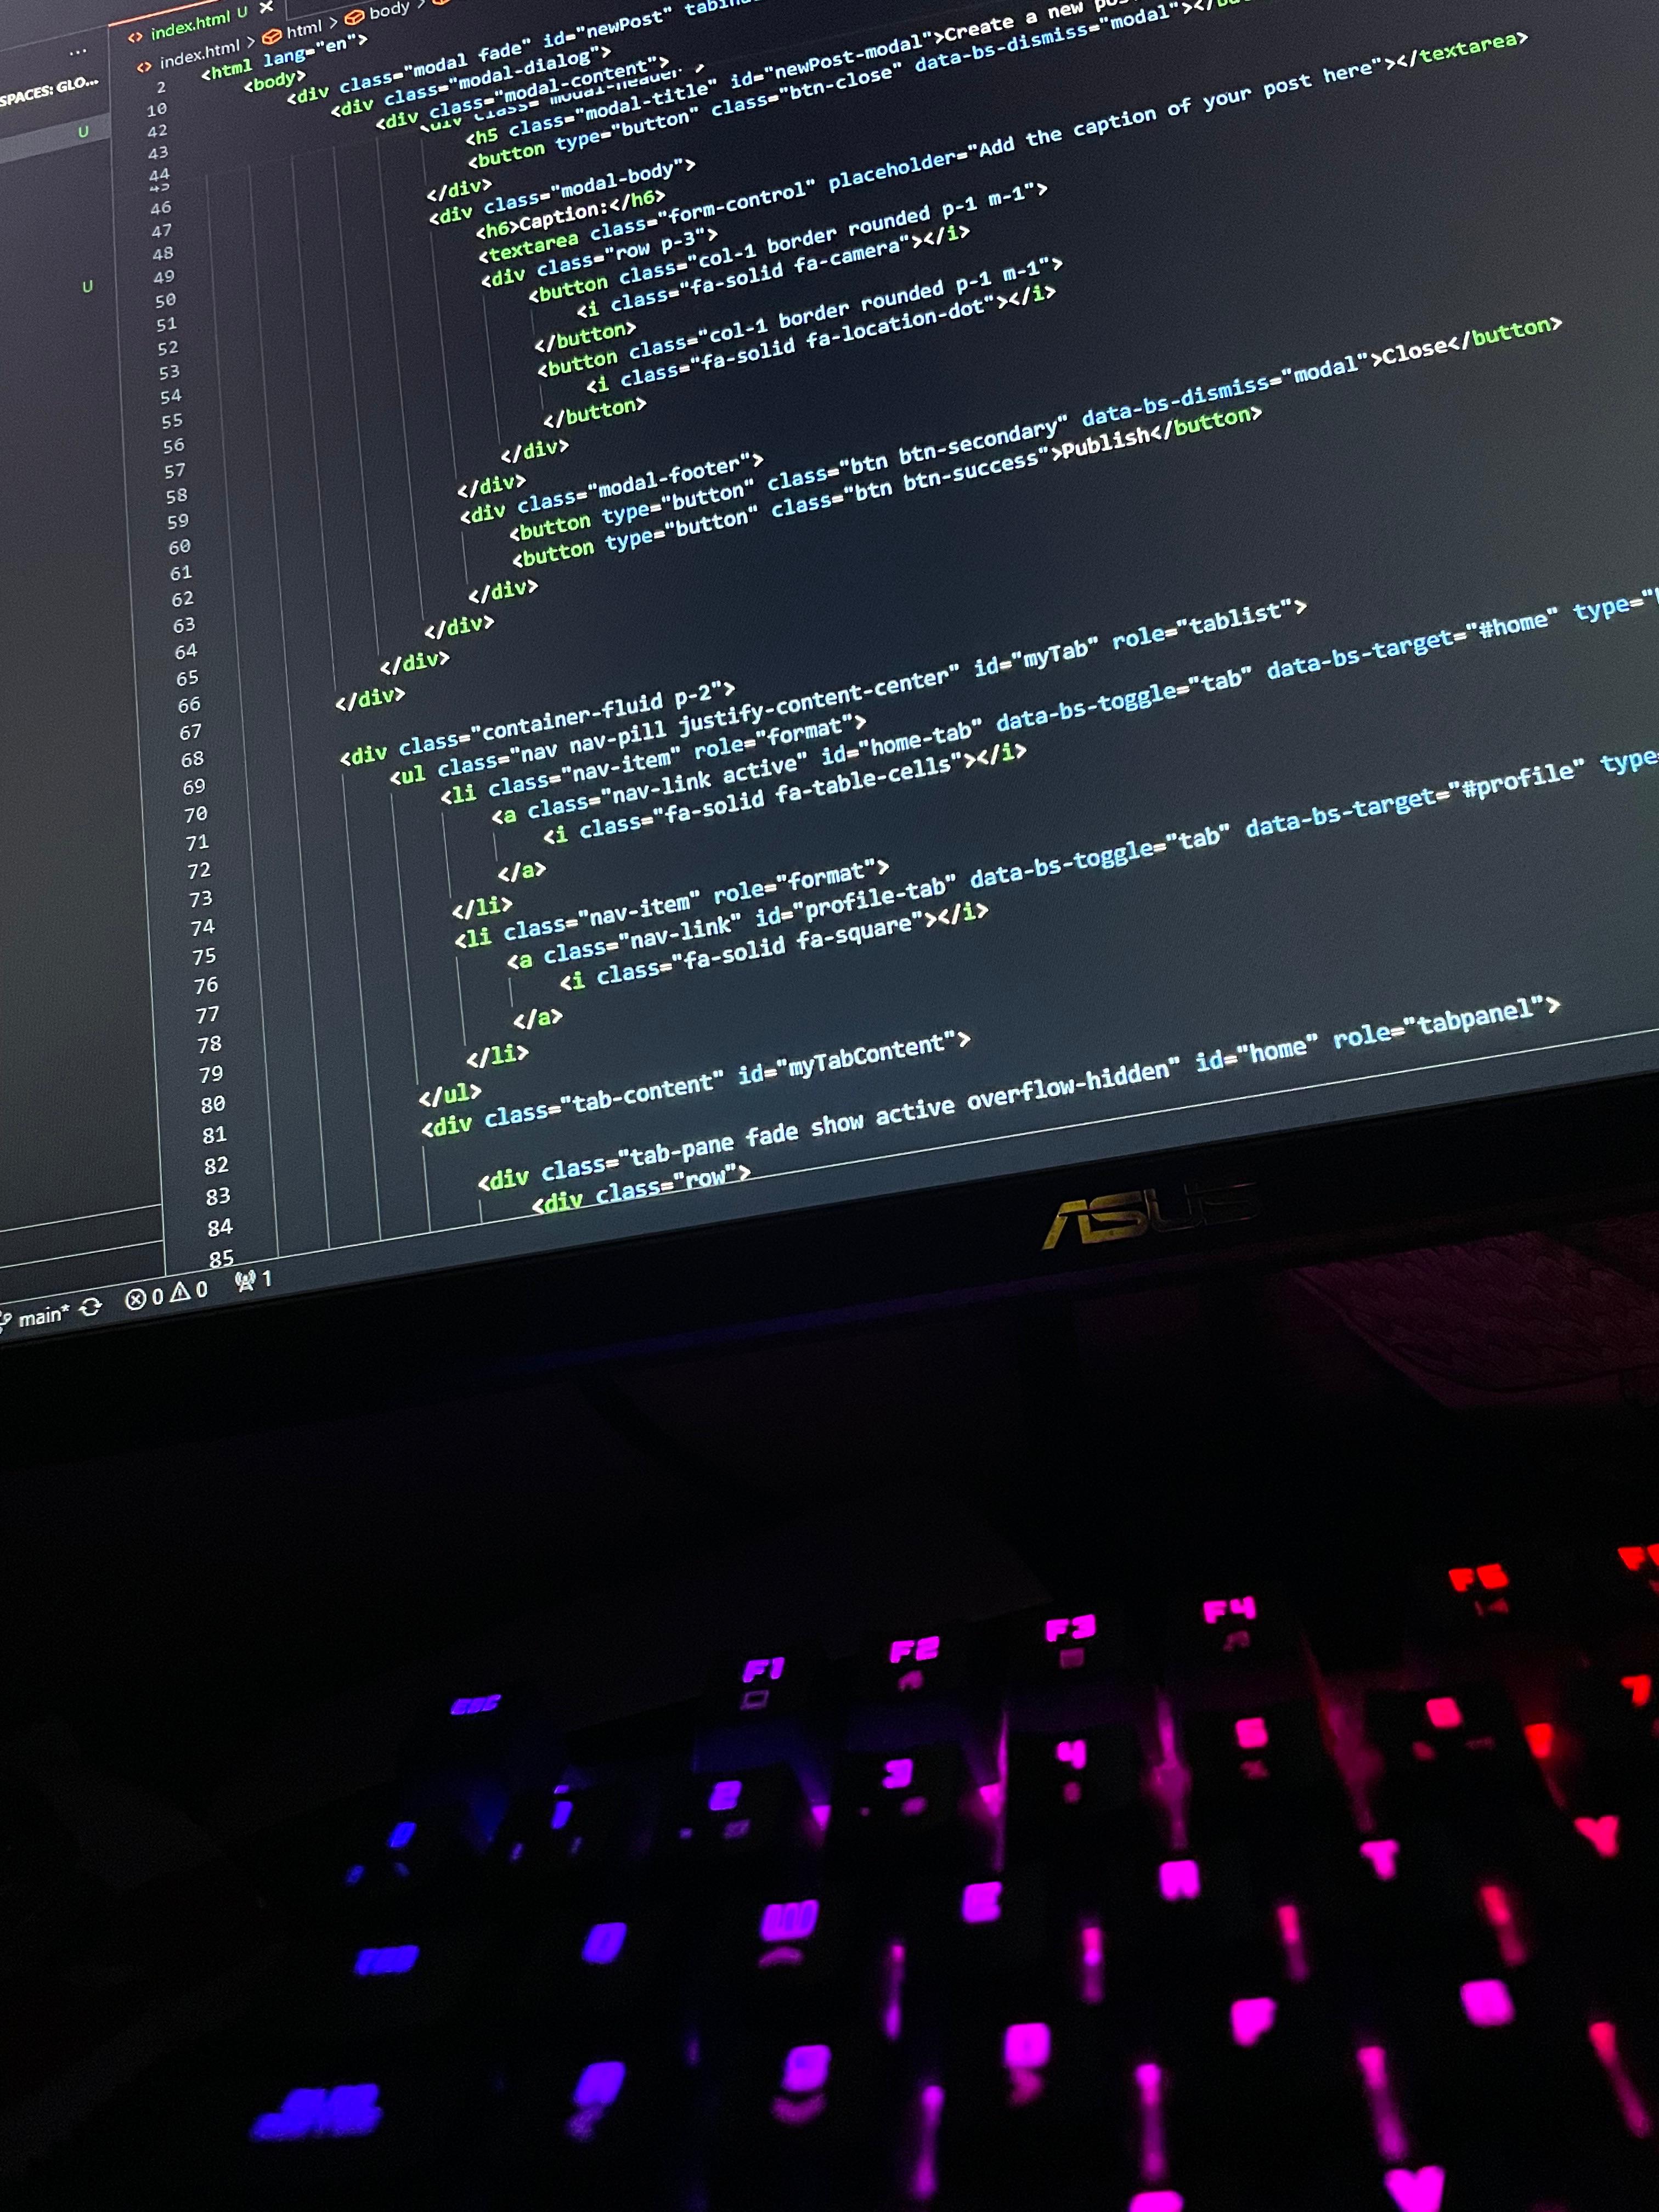 index.html U
index.html > html > body >
SPACES: GLO...
U
U
2 <html lang="en">
10 <body>
42 <div class="modal fade" id="newPost"
43 <div class="modal-dialog">
44 <div class="modal-content">
45 <div class="modal-header">
46 <h5 class="modal-title" id="newPost-modal">Create a new
47 <button type="button" class="btn-close" data-bs-dismiss="modal">
48 </div>
49 <div class="modal-body">
50 <h6>Caption:</h6>
51 <textarea class="form-control" placeholder="Add the caption of your post here"></textarea>
52 <div class="row p-3">
53 <button class="col-1 border rounded p-1 m-1">
54 <i class="fa-solid fa-camera"></i>
55 </button>
56 <button class="col-1 border rounded p-1 m-1">
57 <i class="fa-solid fa-location-dot"></i>
58 </button>
59 </div>
60 </div>
61 <div class="modal-footer">
62 <button type="button" class="btn btn-secondary" data-bs-dismiss="modal">Close</button>
63 <button type="button" class="btn btn-success">Publish</button>
64 </div>
65 </div>
66 </div>
67 </div>
68
69 <div class="container-fluid p-2">
70 <ul class="nav nav-pill justify-content-center" id="myTab" role="tablist">
71 <li class="nav-item" role="format">
72 <a class="nav-link active" id="home-tab" data-bs-toggle="tab" data-bs-target="#home" type="
73 <i class="fa-solid fa-table-cells"></i>
74 </a>
75 </li>
76 <li class="nav-item" role="format">
77 <a class="nav-link" id="profile-tab" data-bs-toggle="tab" data-bs-target="#profile" type=
78 <i class="fa-solid fa-square"></i>
79 </a>
80 </li>
81 </ul>
82 <div class="tab-content" id="myTabContent">
83
84 <div class="tab-pane fade show active overflow-hidden" id="home" role="tabpanel">
85 <div class="row">
main* 0 0 1
ASUS
esc F1 F2 F3 F4 F5
1 2 3 4 5 6 7
W E R T Y